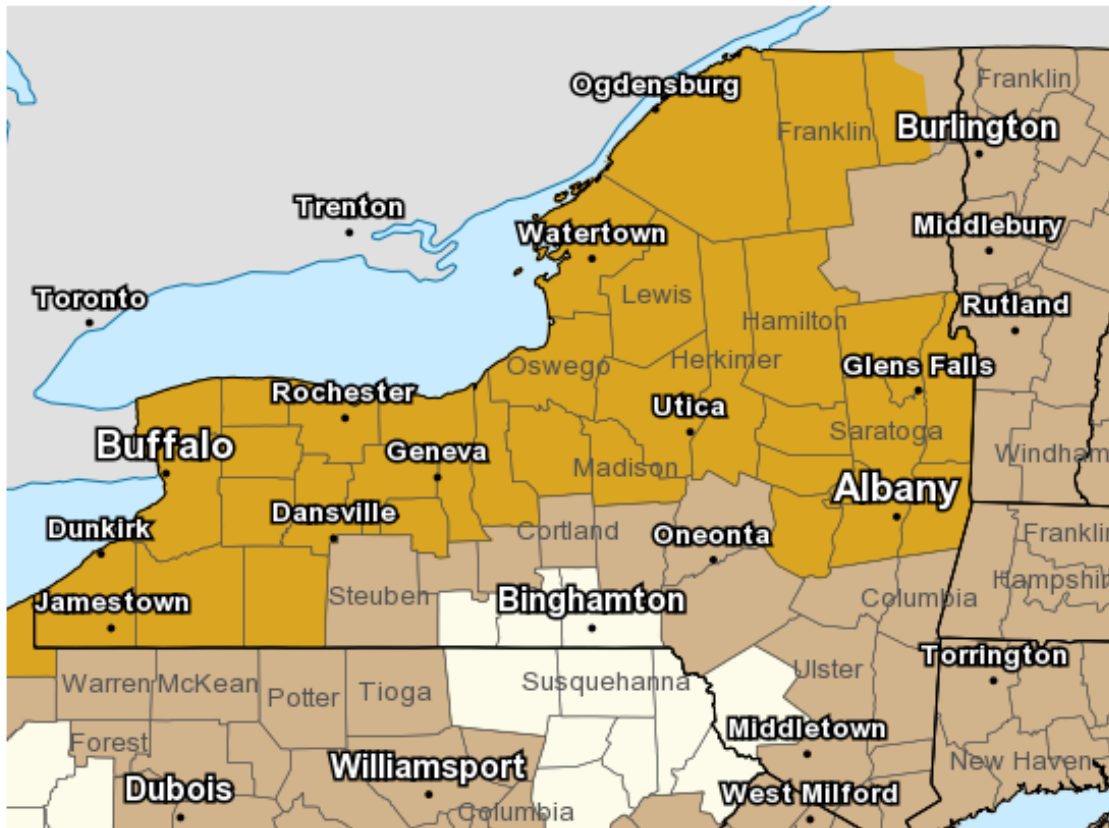 Ogdensburg
Franklin
Franklin
Burlington
Trenton
Watertown
Middlebury
Toronto
Lewis
Hamilton
Rutland
Oswego
Herkimer
Glens Falls
Rochester
Utica
Buffalo
Geneva
Madison
Saratoga
Windham
Albany
Dunkirk
Dansville
Cortland
Oneonta
Franklin
Jamestown
Steuben
Binghamton
Columbia
Hampshire
Warren
McKean
Potter
Tioga
Susquehanna
Ulster
Torrington
Forest
Middletown
Williamsport
New Haven
Dubois
Columbia
West Milford